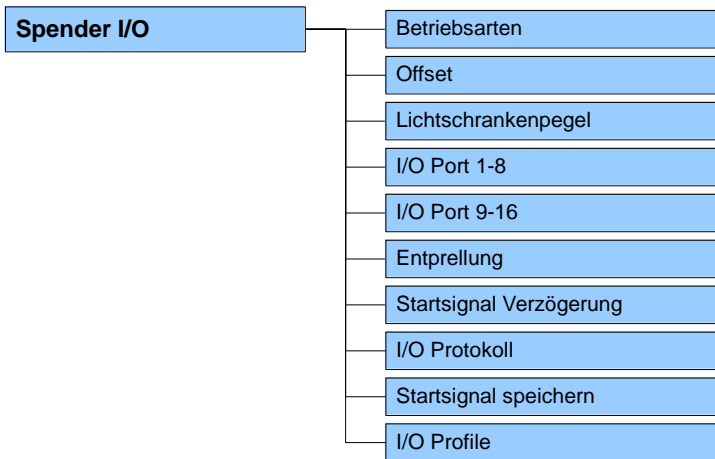 Spender I/O
Betriebsarten
Offset
Lichtschrankenpegel
I/O Port 1-8
I/O Port 9-16
Entprellung
Startsignal Verzögerung
I/O Protokoll
Startsignal speichern
I/O Profile